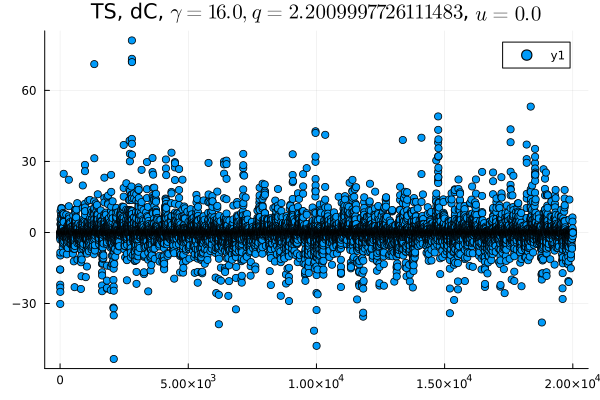 TS, dC, γ = 16.0, q = 2.2009997726111483, u = 0.0
y1
60
30
0
−30
0 5.00×10³ 1.00×10⁴ 1.50×10⁴ 2.00×10⁴